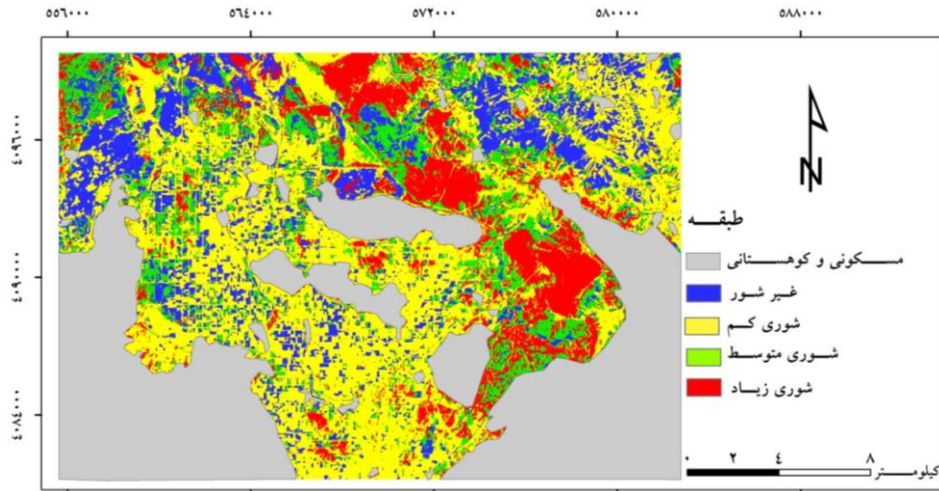 ۵۵۶۰۰۰ ۵۶۴۰۰۰ ۵۷۲۰۰۰ ۵۸۰۰۰۰ ۵۸۸۰۰۰
۴۰۹۶۰۰۰
۴۰۹۰۰۰۰
۴۰۸۴۰۰۰
N
طبقه
مسکونی و کوهستانی
غیر شور
شوری کم
شوری متوسط
شوری زیاد
۰ ۲ ۴ ۸
کیلومتر